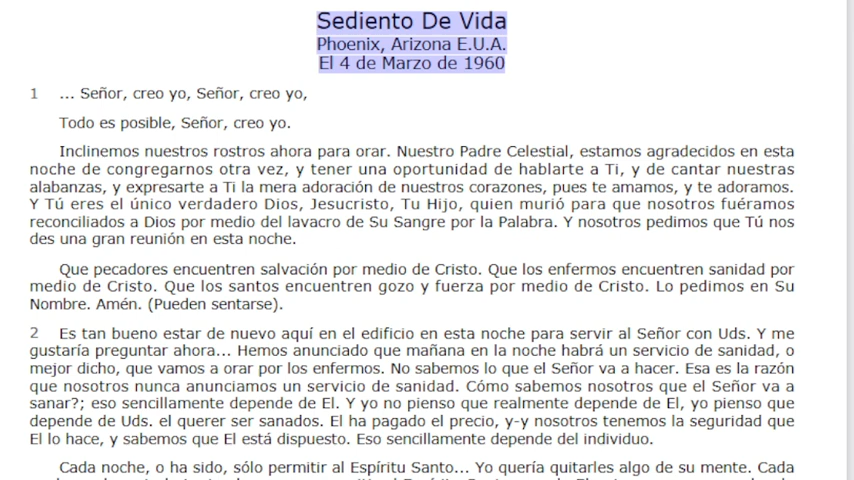 Sediento De Vida
Phoenix, Arizona E.U.A.
El 4 de Marzo de 1960
1 ... Señor, creo yo, Señor, creo yo,
Todo es posible, Señor, creo yo.
Inclinemos nuestros rostros ahora para orar. Nuestro Padre Celestial, estamos agradecidos en esta
noche de congregarnos otra vez, y tener una oportunidad de hablarte a Ti, y de cantar nuestras
alabanzas, y expresarte a Ti la mera adoración de nuestros corazones, pues te amamos, y te adoramos.
Y Tú eres el único verdadero Dios, Jesucristo, Tu Hijo, quien murió para que nosotros fuéramos
reconciliados a Dios por medio del lavacro de Su Sangre por la Palabra. Y nosotros pedimos que Tú nos
des una gran reunión en esta noche.
Que pecadores encuentren salvación por medio de Cristo. Que los enfermos encuentren sanidad por
medio de Cristo. Que los santos encuentren gozo y fuerza por medio de Cristo. Lo pedimos en Su
Nombre. Amén. (Pueden sentarse).
2 Es tan bueno estar de nuevo aquí en el edificio en esta noche para servir al Señor con Uds. Y me
gustaría preguntar ahora... Hemos anunciado que mañana en la noche habrá un servicio de sanidad, o
mejor dicho, que vamos a orar por los enfermos. No sabemos lo que el Señor va a hacer. Esa es la razón
que nosotros nunca anunciamos un servicio de sanidad. Cómo sabemos nosotros que el Señor va a
sanar?; eso sencillamente depende de El. Y yo no pienso que realmente depende de El, yo pienso que
depende de Uds. el querer ser sanados. El ha pagado el precio, y-y nosotros tenemos la seguridad que
El lo hace, y sabemos que El está dispuesto. Eso sencillamente depende del individuo.
Cada noche, o ha sido, sólo permitir al Espíritu Santo... Yo quería quitarles algo de su mente. Cada